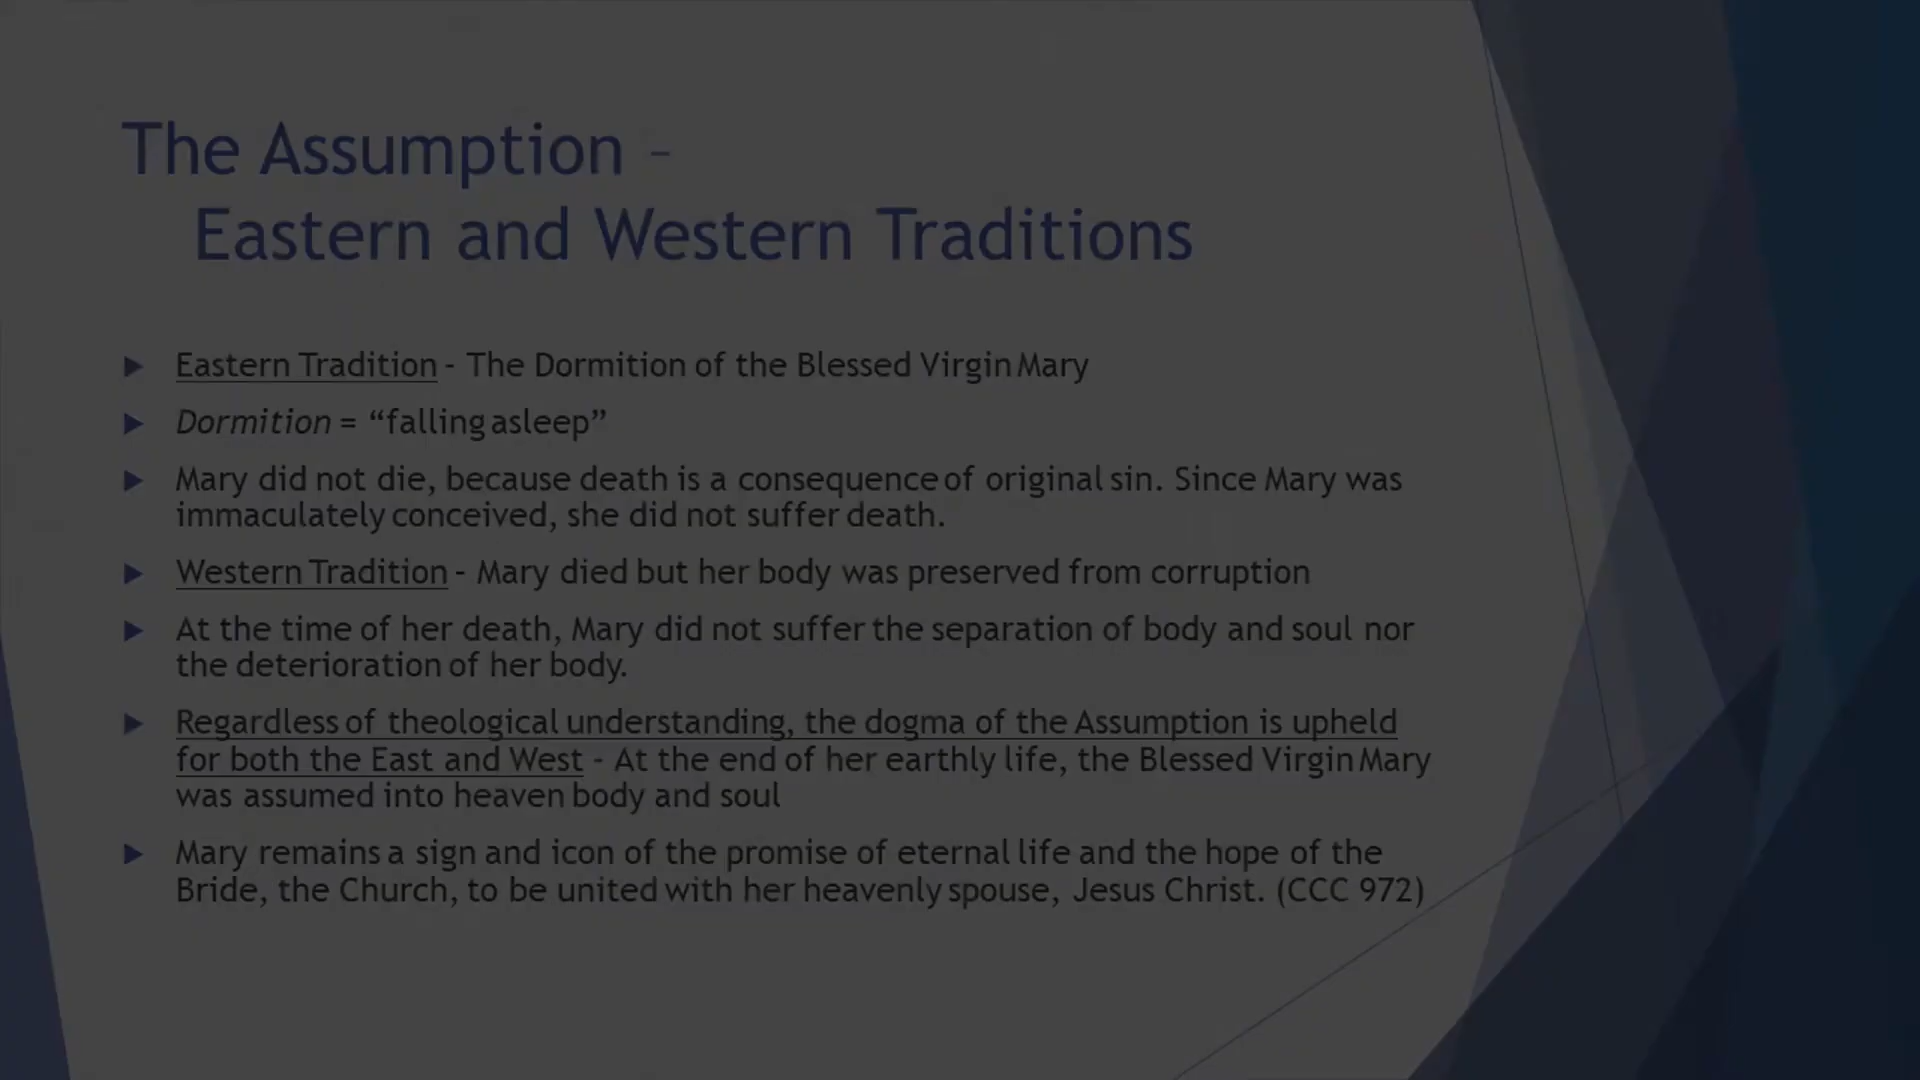 The Assumption –
Eastern and Western Traditions
Eastern Tradition - The Dormition of the Blessed Virgin Mary
Dormition = “falling asleep”
Mary did not die, because death is a consequence of original sin. Since Mary was
immaculately conceived, she did not suffer death.
Western Tradition – Mary died but her body was preserved from corruption
At the time of her death, Mary did not suffer the separation of body and soul nor
the deterioration of her body.
Regardless of theological understanding, the dogma of the Assumption is upheld
for both the East and West - At the end of her earthly life, the Blessed Virgin Mary
was assumed into heaven body and soul
Mary remains a sign and icon of the promise of eternal life and the hope of the
Bride, the Church, to be united with her heavenly spouse, Jesus Christ. (CCC 972)